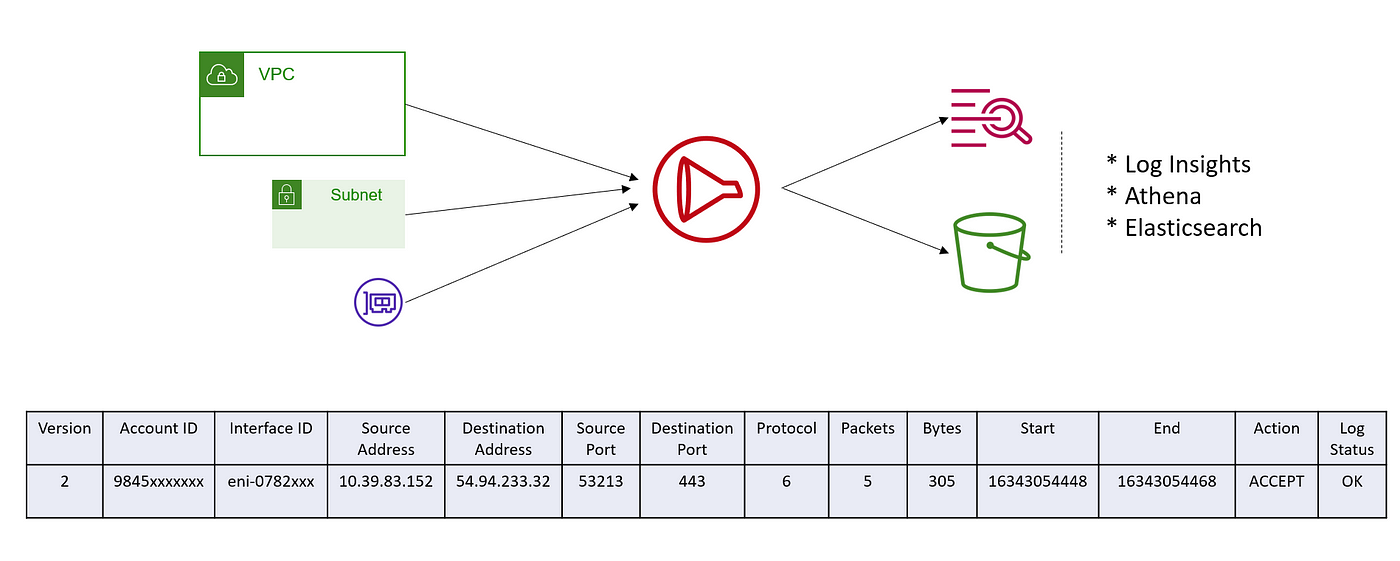 VPC
Subnet
* Log Insights
* Athena
* Elasticsearch
Version Account ID Interface ID Source Address Destination Address Source Port Destination Port Protocol Packets Bytes Start End Action Log Status
2 9845xxxxxxx eni-0782xxx 10.39.83.152 54.94.233.32 53213 443 6 5 305 16343054448 16343054468 ACCEPT OK